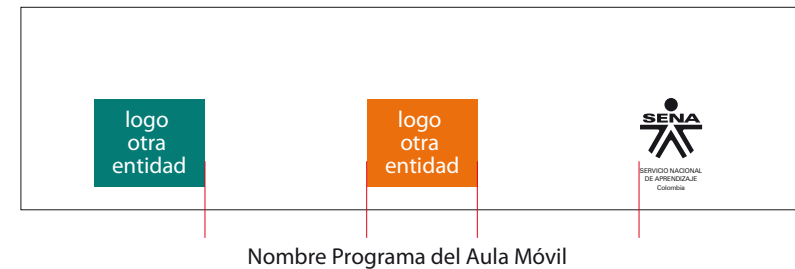 logo
otra
entidad
logo
otra
entidad
SENA
SERVICIO NACIONAL
DE APRENDIZAJE
Colombia
Nombre Programa del Aula Móvil